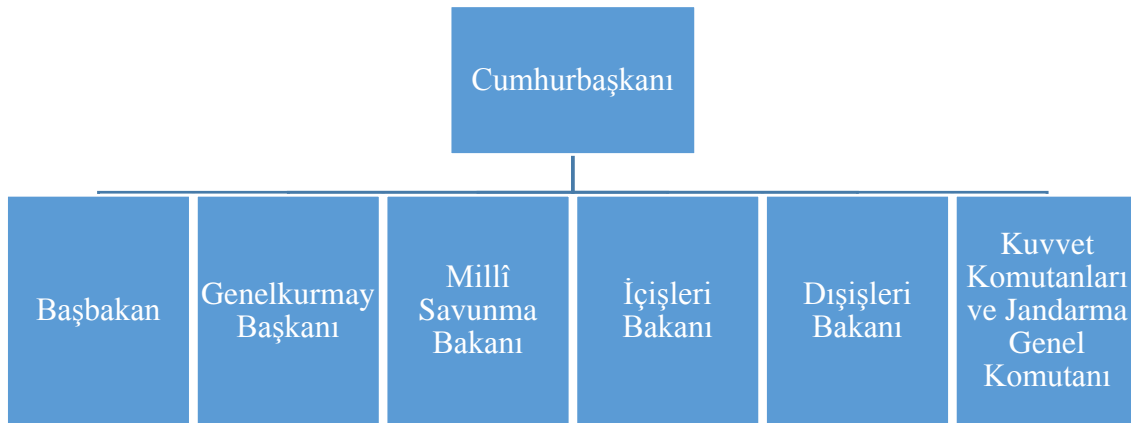 Cumhurbaşkanı
Başbakan
Genelkurmay
Başkanı
Millî
Savunma
Bakanı
İçişleri
Bakanı
Dışişleri
Bakanı
Kuvvet
Komutanları
ve Jandarma
Genel
Komutanı